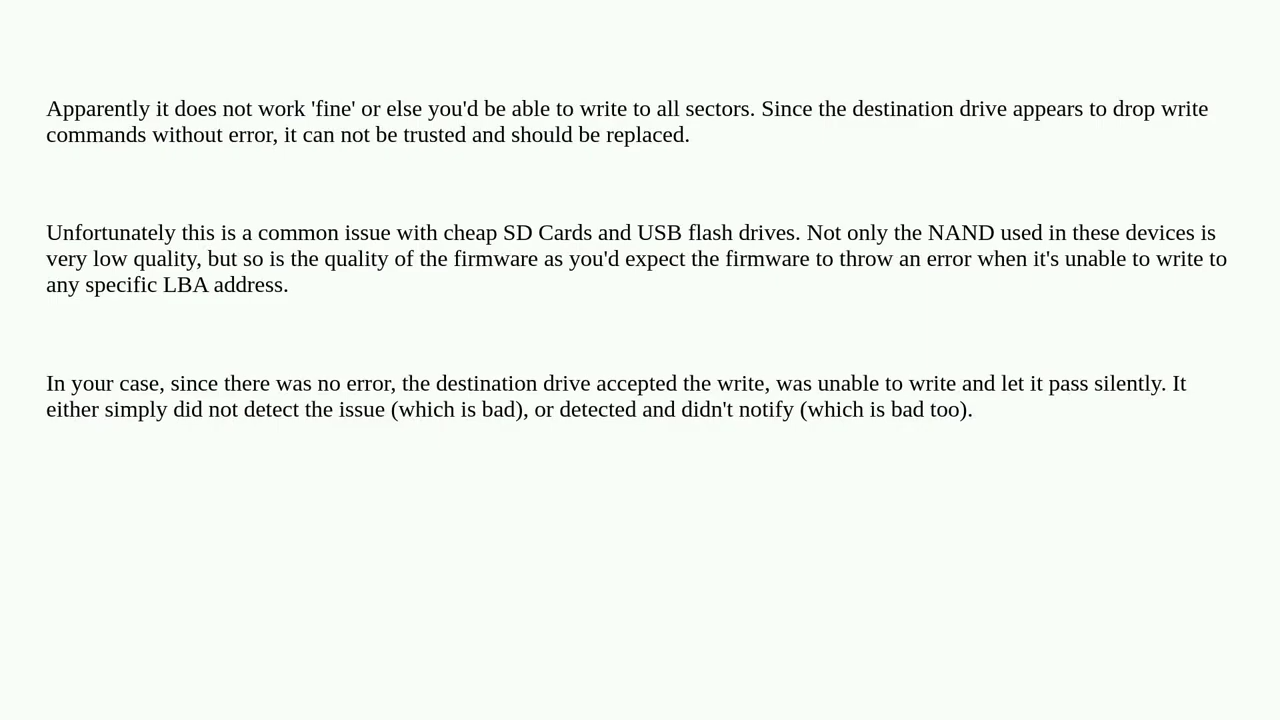 Apparently it does not work 'fine' or else you'd be able to write to all sectors. Since the destination drive appears to drop write
commands without error, it can not be trusted and should be replaced.
Unfortunately this is a common issue with cheap SD Cards and USB flash drives. Not only the NAND used in these devices is
very low quality, but so is the quality of the firmware as you'd expect the firmware to throw an error when it's unable to write to
any specific LBA address.
In your case, since there was no error, the destination drive accepted the write, was unable to write and let it pass silently. It
either simply did not detect the issue (which is bad), or detected and didn't notify (which is bad too).